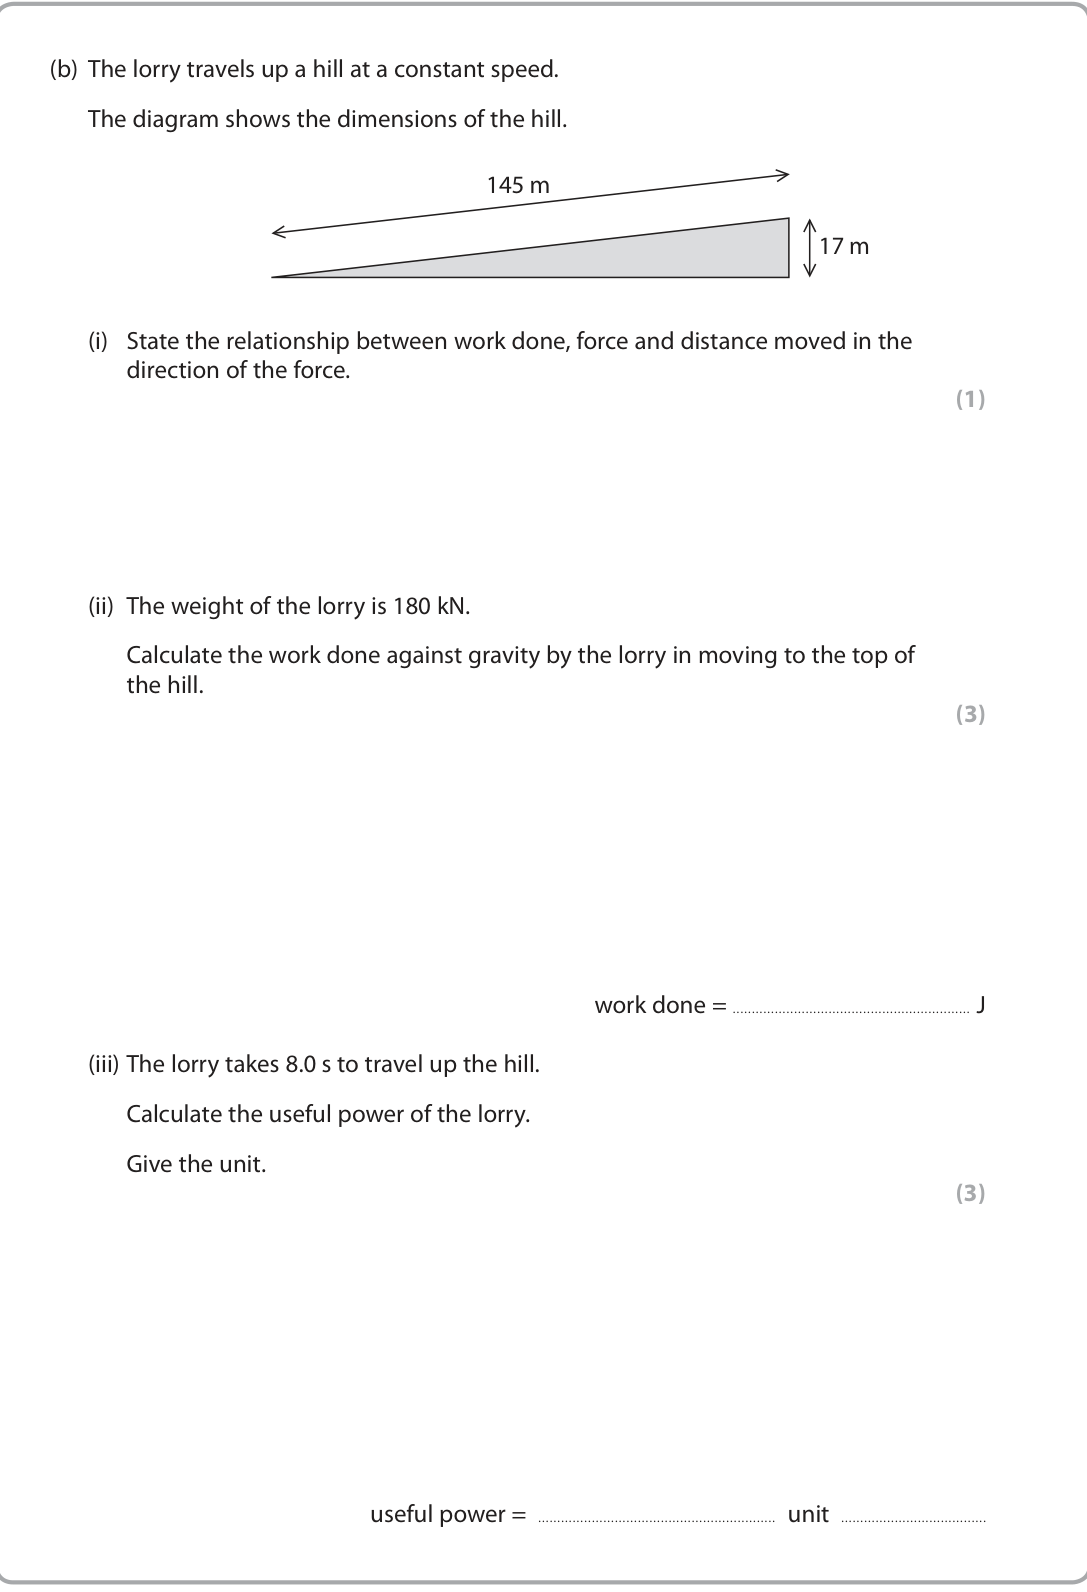 (b) The lorry travels up a hill at a constant speed.
The diagram shows the dimensions of the hill.
145 m
17 m
(i) State the relationship between work done, force and distance moved in the
direction of the force.
(1)
(ii) The weight of the lorry is 180 kN.
Calculate the work done against gravity by the lorry in moving to the top of
the hill.
(3)
work done = ............................................................... J
(iii) The lorry takes 8.0 s to travel up the hill.
Calculate the useful power of the lorry.
Give the unit.
(3)
useful power = ............................................................... unit ......................................